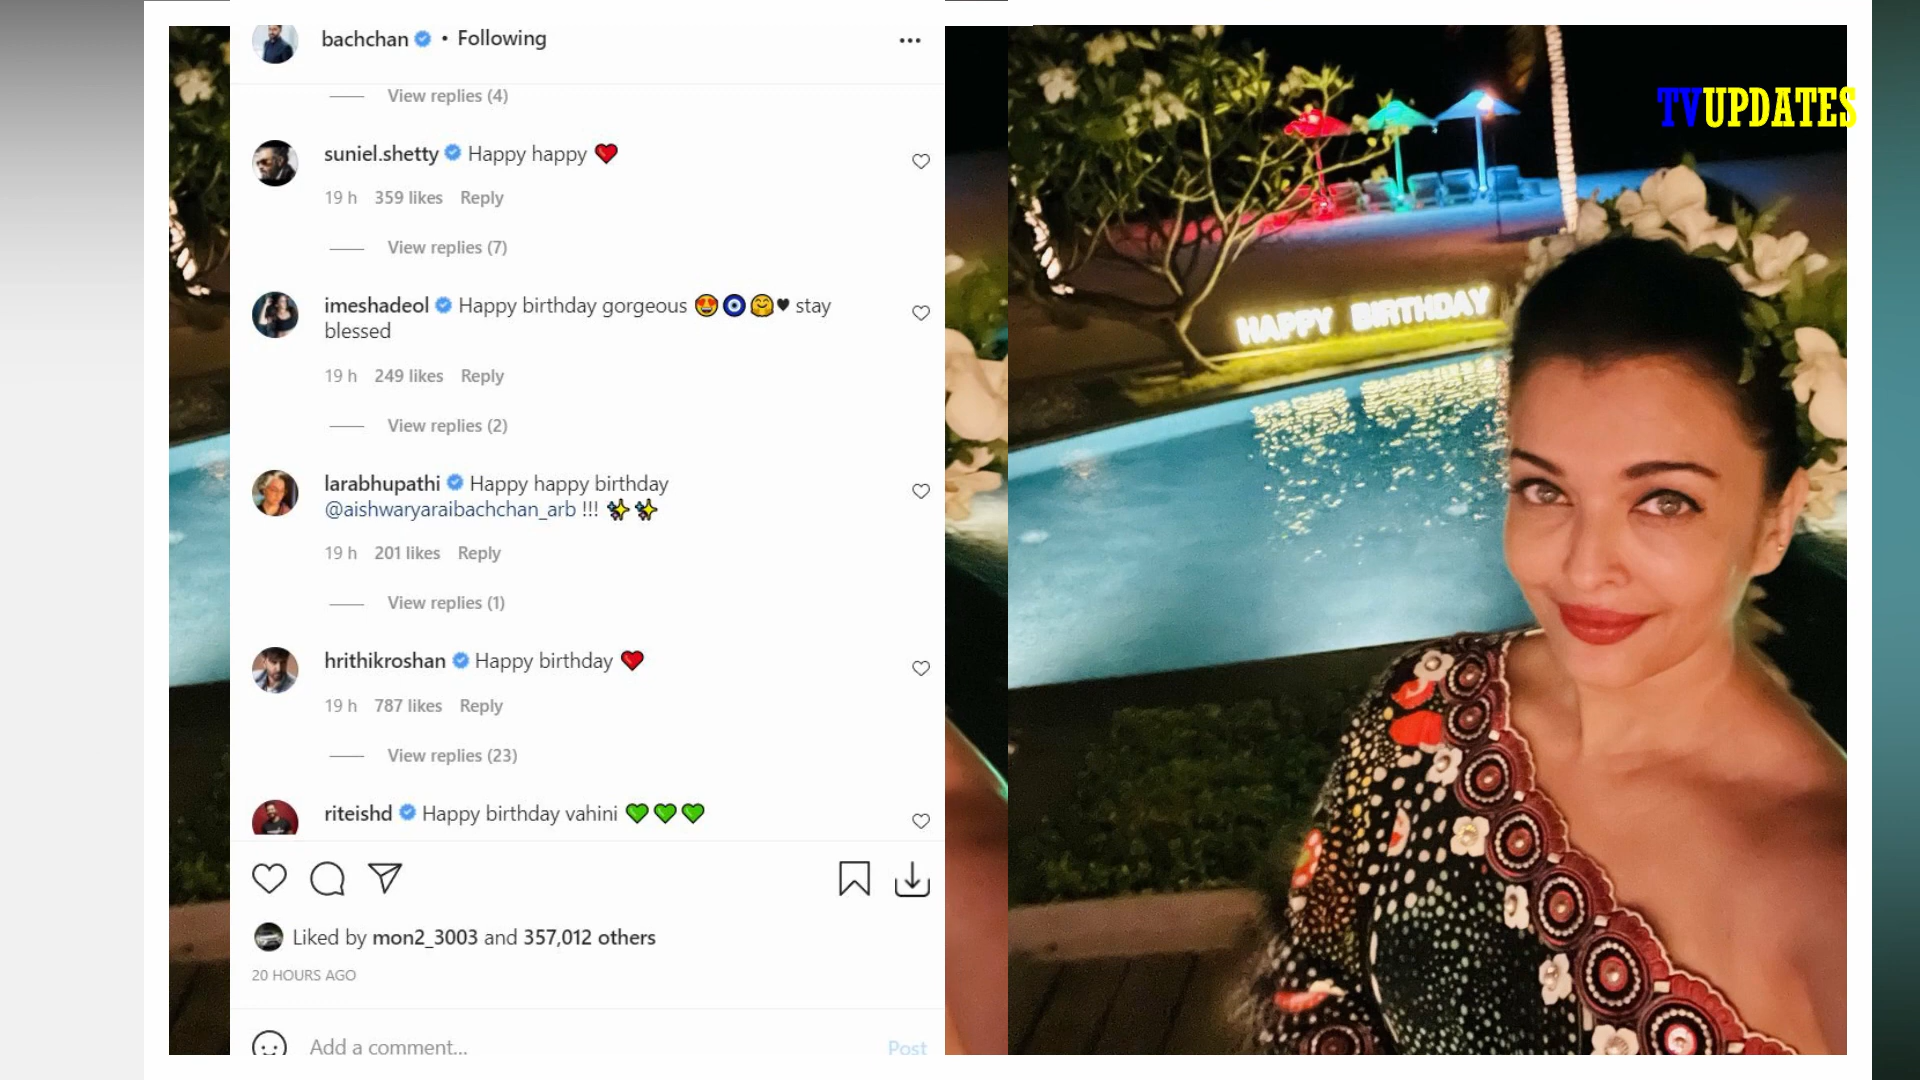 bachchan • Following
View replies (4)
suniel.shetty Happy happy ❤️
19 h 359 likes Reply
View replies (7)
imeshadeol Happy birthday gorgeous 😍🧿🤗♥ stay
blessed
19 h 249 likes Reply
View replies (2)
larabhupathi Happy happy birthday
@aishwaryaraibachchan_arb !!! ✨✨
19 h 201 likes Reply
View replies (1)
hrithikroshan Happy birthday ❤️
19 h 787 likes Reply
View replies (23)
riteishd Happy birthday vahini 💚💚💚
Liked by mon2_3003 and 357,012 others
20 HOURS AGO
Add a comment...
Post
TVUPDATES
HAPPY BIRTHDAY